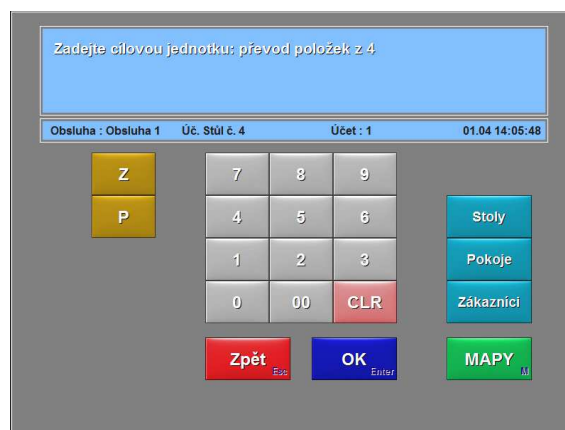 Zadejte cílovou jednotku: převod položek z 4
Obsluha : Obsluha 1 Úč. Stůl č. 4 Účet : 1 01.04 14:05:48
Z 7 8 9
P 4 5 6 Stoly
1 2 3 Pokoje
0 00 CLR Zákazníci
Zpět Esc OK Enter MAPY M